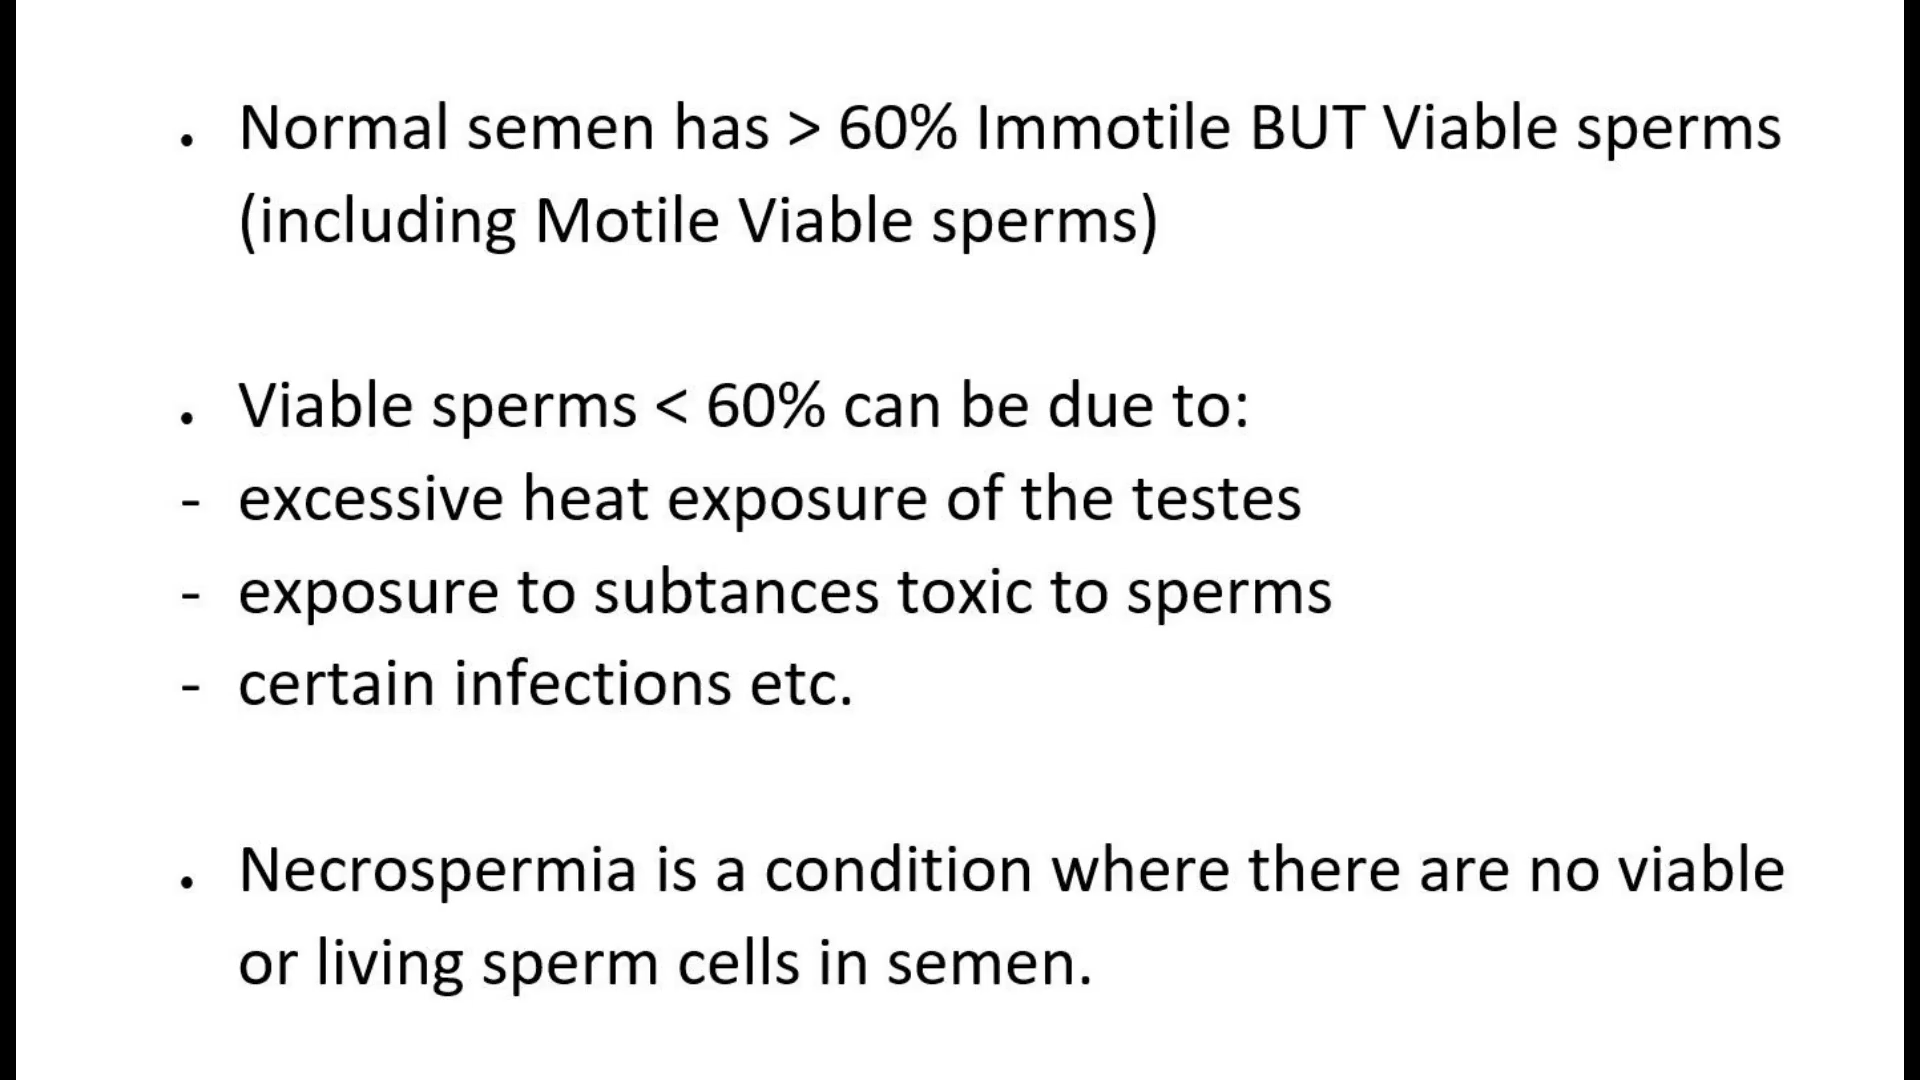 . Normal semen has > 60% Immotile BUT Viable sperms
(including Motile Viable sperms)
. Viable sperms < 60% can be due to:
- excessive heat exposure of the testes
- exposure to subtances toxic to sperms
- certain infections etc.
. Necrospermia is a condition where there are no viable
or living sperm cells in semen.